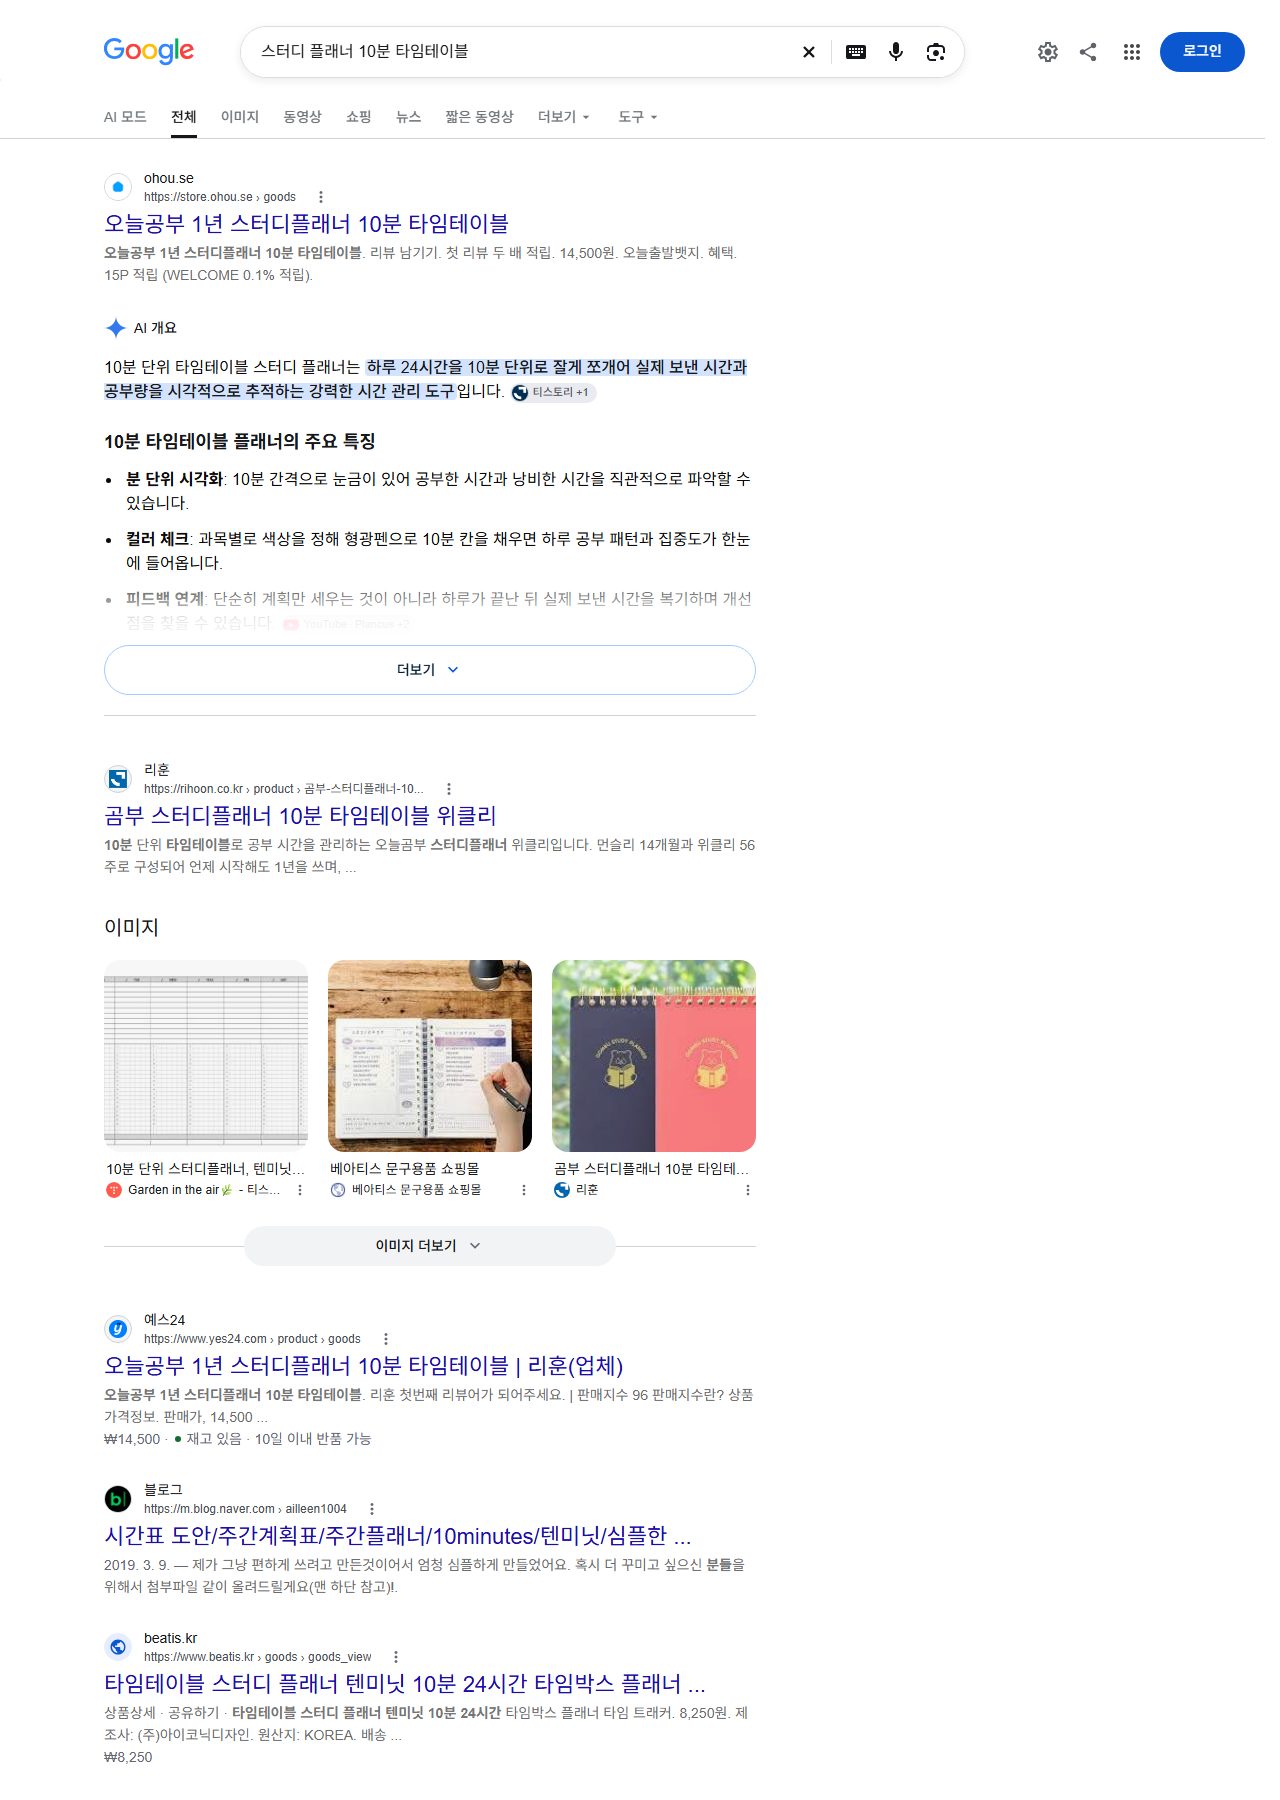 Google
스터디 플래너 10분 타임테이블
로그인
AI 모드
전체
이미지
동영상
쇼핑
뉴스
짧은 동영상
더보기
도구
ohou.se
https://store.ohou.se › goods
오늘공부 1년 스터디플래너 10분 타임테이블
오늘공부 1년 스터디플래너 10분 타임테이블. 리뷰 남기기. 첫 리뷰 두 배 적립. 14,500원. 오늘출발뱃지. 혜택.
15P 적립 (WELCOME 0.1% 적립).
AI 개요
10분 단위 타임테이블 스터디 플래너는 하루 24시간을 10분 단위로 잘게 쪼개어 실제 보낸 시간과
공부량을 시각적으로 추적하는 강력한 시간 관리 도구입니다. 티스토리 +1
10분 타임테이블 플래너의 주요 특징
• 분 단위 시각화: 10분 간격으로 눈금이 있어 공부한 시간과 낭비한 시간을 직관적으로 파악할 수
있습니다.
• 컬러 체크: 과목별로 색상을 정해 형광펜으로 10분 칸을 채우면 하루 공부 패턴과 집중도가 한눈
에 들어옵니다.
• 피드백 연계: 단순히 계획만 세우는 것이 아니라 하루가 끝난 뒤 실제 보낸 시간을 복기하며 개선
점을 찾을 수 있습니다. YouTube · Plancus +2
더보기
리훈
https://rihoon.co.kr › product › 곰부-스터디플래너-10...
곰부 스터디플래너 10분 타임테이블 위클리
10분 단위 타임테이블로 공부 시간을 관리하는 오늘곰부 스터디플래너 위클리입니다. 먼슬리 14개월과 위클리 56
주로 구성되어 언제 시작해도 1년을 쓰며, ...
이미지
GOMBU STUDY PLANNER
GOMBU STUDY PLANNER
10분 단위 스터디플래너, 텐미닛...
Garden in the air🌿 - 티스...
베아티스 문구용품 쇼핑몰
베아티스 문구용품 쇼핑몰
곰부 스터디플래너 10분 타임테...
리훈
이미지 더보기
예스24
https://www.yes24.com › product › goods
오늘공부 1년 스터디플래너 10분 타임테이블 | 리훈(업체)
오늘공부 1년 스터디플래너 10분 타임테이블. 리훈 첫번째 리뷰어가 되어주세요. | 판매지수 96 판매지수란? 상품
가격정보. 판매가, 14,500 ...
₩14,500 · 재고 있음 · 10일 이내 반품 가능
블로그
https://m.blog.naver.com › ailleen1004
시간표 도안/주간계획표/주간플래너/10minutes/텐미닛/심플한 ...
2019. 3. 9. — 제가 그냥 편하게 쓰려고 만든것이어서 엄청 심플하게 만들었어요. 혹시 더 꾸미고 싶으신 분들을
위해서 첨부파일 같이 올려드릴게요(맨 하단 참고)!.
beatis.kr
https://www.beatis.kr › goods › goods_view
타임테이블 스터디 플래너 텐미닛 10분 24시간 타임박스 플래너 ...
상품상세 · 공유하기 · 타임테이블 스터디 플래너 텐미닛 10분 24시간 타임박스 플래너 타임 트래커. 8,250원. 제
조사: (주)아이코닉디자인. 원산지: KOREA. 배송 ...
₩8,250